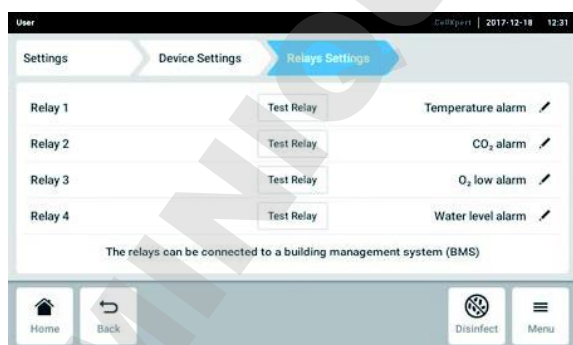 User CellXpert | 2017-12-18 12:31
Settings Device Settings Relays Settings
Relay 1 Test Relay Temperature alarm
Relay 2 Test Relay CO₂ alarm
Relay 3 Test Relay O₂ low alarm
Relay 4 Test Relay Water level alarm
The relays can be connected to a building management system (BMS)
Home Back Disinfect Menu